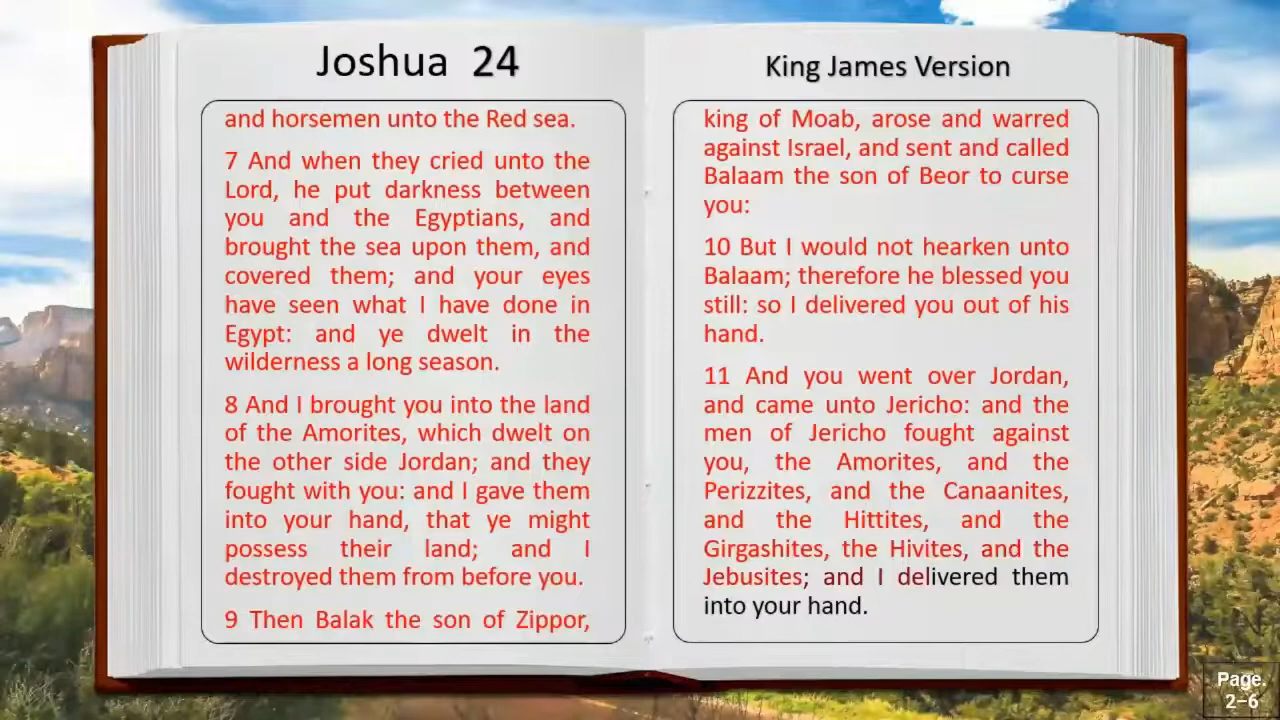 Joshua 24
and horsemen unto the Red sea.
7 And when they cried unto the
Lord, he put darkness between
you and the Egyptians, and
brought the sea upon them, and
covered them; and your eyes
have seen what I have done in
Egypt: and ye dwelt in the
wilderness a long season.
8 And I brought you into the land
of the Amorites, which dwelt on
the other side Jordan; and they
fought with you: and I gave them
into your hand, that ye might
possess their land; and I
destroyed them from before you.
9 Then Balak the son of Zippor,
King James Version
king of Moab, arose and warred
against Israel, and sent and called
Balaam the son of Beor to curse
you:
10 But I would not hearken unto
Balaam; therefore he blessed you
still: so I delivered you out of his
hand.
11 And you went over Jordan,
and came unto Jericho: and the
men of Jericho fought against
you, the Amorites, and the
Perizzites, and the Canaanites,
and the Hittites, and the
Girgashites, the Hivites, and the
Jebusites; and I delivered them
into your hand.
Page.
2-6